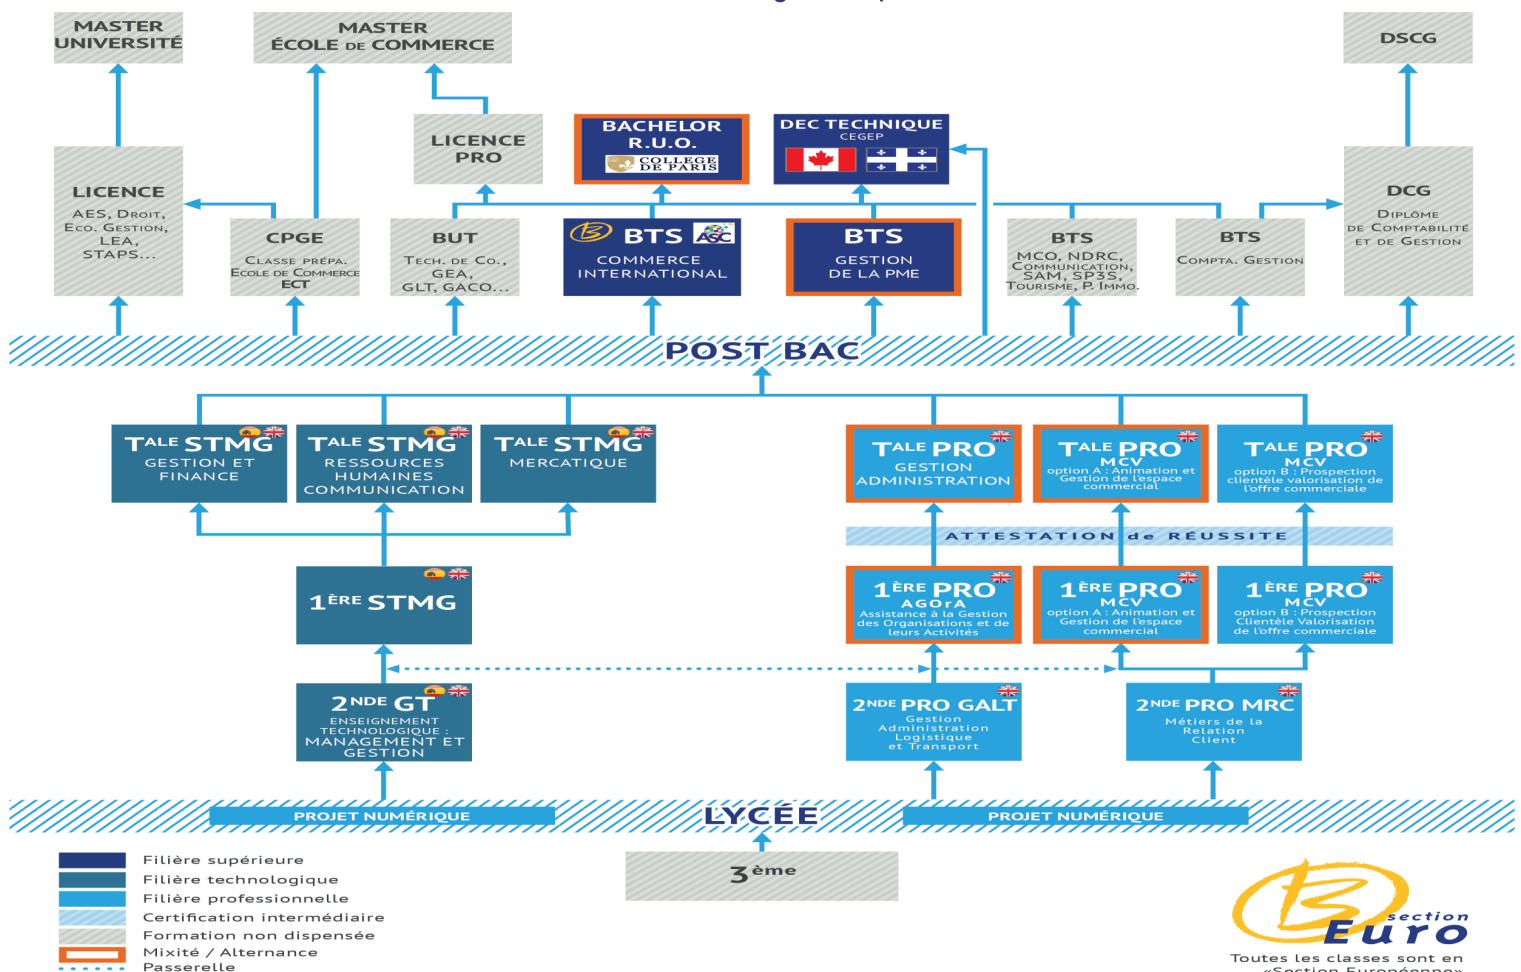 MASTER
UNIVERSITÉ
MASTER
ÉCOLE DE COMMERCE
DSCG
LICENCE
PRO
BACHELOR
R.U.O.
COLLEGE
DE PARIS
DEC TECHNIQUE
CEGEP
LICENCE
AES, DROIT,
ECO. GESTION,
LEA,
STAPS...
CPGE
CLASSE PRÉPA.
ECOLE DE COMMERCE
ECT
BUT
TECH. DE CO.,
GEA,
GLT, GACO...
B BTS ASC
COMMERCE
INTERNATIONAL
BTS
GESTION
DE LA PME
BTS
MCO, NDRC,
COMMUNICATION,
SAM, SP3S,
TOURISME, P. IMMO.
BTS
COMPTA. GESTION
DCG
DIPLÔME
DE COMPTABILITÉ
ET DE GESTION
POST BAC
TALE STMG
GESTION ET
FINANCE
TALE STMG
RESSOURCES
HUMAINES
COMMUNICATION
TALE STMG
MERCATIQUE
TALE PRO
GESTION
ADMINISTRATION
TALE PRO
MCV
option A : Animation et
Gestion de l'espace
commercial
TALE PRO
MCV
option B : Prospection
clientèle valorisation de
l'offre commerciale
ATTESTATION de RÉUSSITE
1ÈRE STMG
1ÈRE PRO
AGOrA
Assistance à la Gestion
des Organisations et de
leurs Activités
1ÈRE PRO
MCV
option A : Animation et
Gestion de l'espace
commercial
1ÈRE PRO
MCV
option B : Prospection
Clientèle Valorisation
de l'offre commerciale
2NDE GT
ENSEIGNEMENT
TECHNOLOGIQUE :
MANAGEMENT ET
GESTION
2NDE PRO GALT
Gestion
Administration
Logistique
et Transport
2NDE PRO MRC
Métiers de la
Relation
Client
PROJET NUMÉRIQUE
LYCÉE
PROJET NUMÉRIQUE
3ème
Filière supérieure
Filière technologique
Filière professionnelle
Certification intermédiaire
Formation non dispensée
Mixité / Alternance
Passerelle
B
section
Euro
Toutes les classes sont en
«Section Européenne»